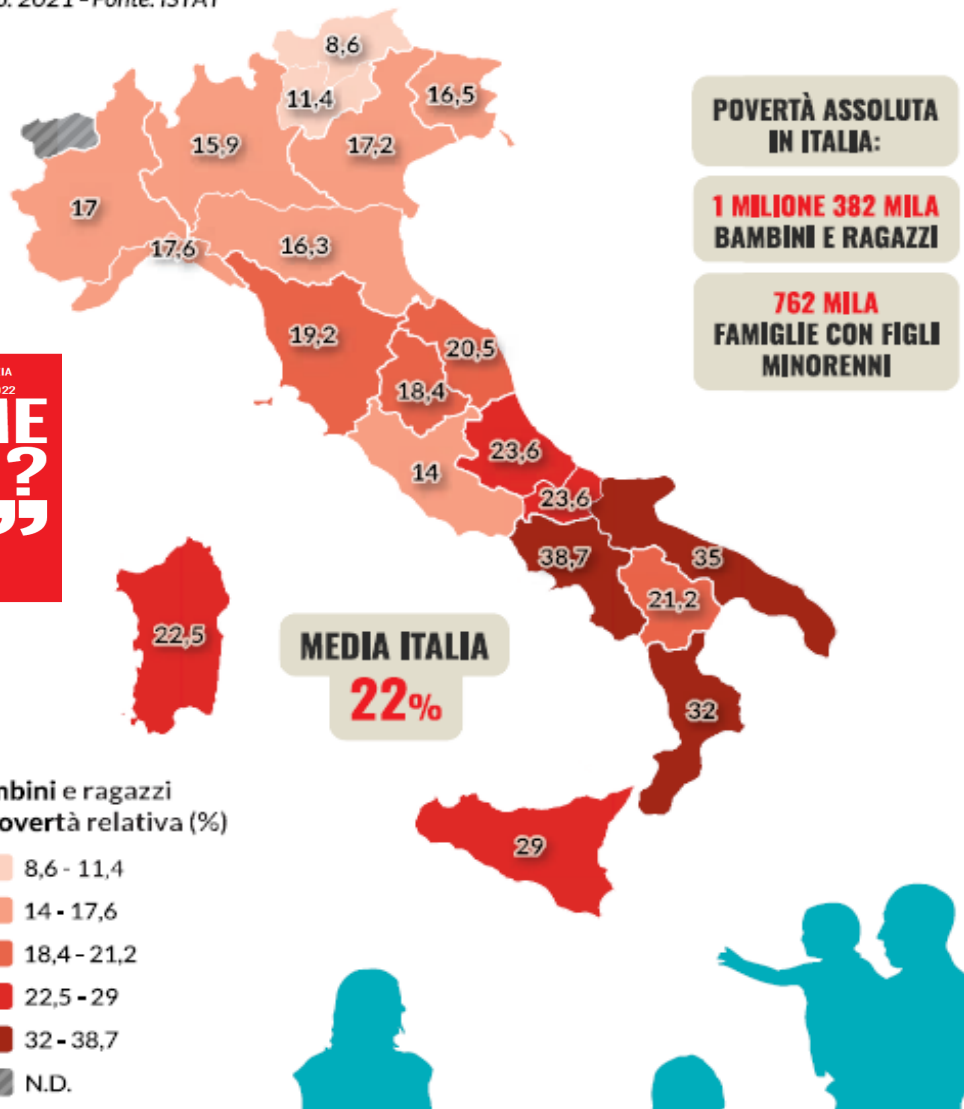 2021 - Fonte: ISTAT
8,6
11,4
16,5
15,9
17,2
17
17,6
16,3
19,2
20,5
18,4
23,6
14
23,6
38,7
35
21,2
22,5
32
29
POVERTÀ ASSOLUTA
IN ITALIA:
1 MILIONE 382 MILA
BAMBINI E RAGAZZI
762 MILA
FAMIGLIE CON FIGLI
MINORENNI
?
”
MEDIA ITALIA
22%
e ragazzi
relativa (%)
8,6 - 11,4
14 - 17,6
18,4 - 21,2
22,5 - 29
32 - 38,7
N.D.